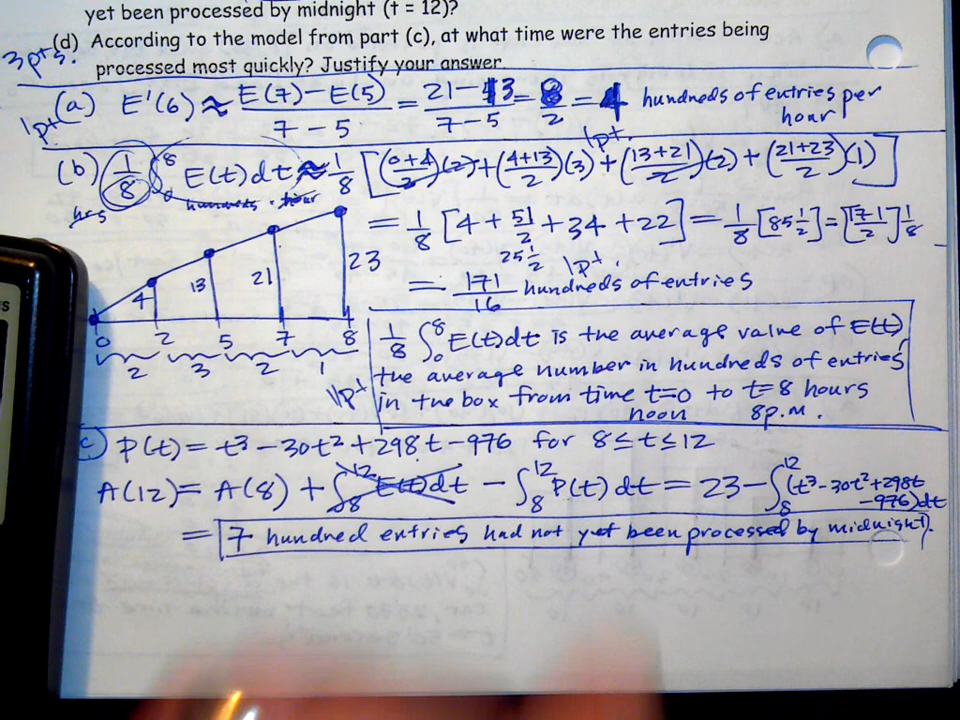 yet been processed by midnight (t = 12)?
3pts. (d) According to the model from part (c), at what time were the entries being
processed most quickly? Justify your answer.
(a) E'(6) ≈ E(7)-E(5) / 7-5 = 21-13 / 7-5 = 8/2 = 4 hundreds of entries per hour
1pt
1pt.
(b) 1/8 ∫₀⁸ E(t)dt ≈ 1/8 [(0+4/2)(2)+(4+13/2)(3)+(13+21/2)(2)+(21+23/2)(1)]
hrs hundreds · hour
= 1/8 [4 + 51/2 + 34 + 22] = 1/8 [85 1/2] = [171/2] 1/8
25 1/2 1pt.
= 171/16 hundreds of entries
4 13 21 23
0 2 5 7 8
2 3 2 1
1/8 ∫₀⁸ E(t)dt is the average value of E(t)
the average number in hundreds of entries
1pt in the box from time t=0 to t=8 hours
noon 8p.m.
c) P(t) = t³-30t²+298t-976 for 8≤t≤12
A(12) = A(8) + ∫₈¹² E(t)dt - ∫₈¹² P(t)dt = 23 - ∫₈¹² (t³-30t²+298t
-976)dt
= 7 hundred entries had not yet been processed by midnight.